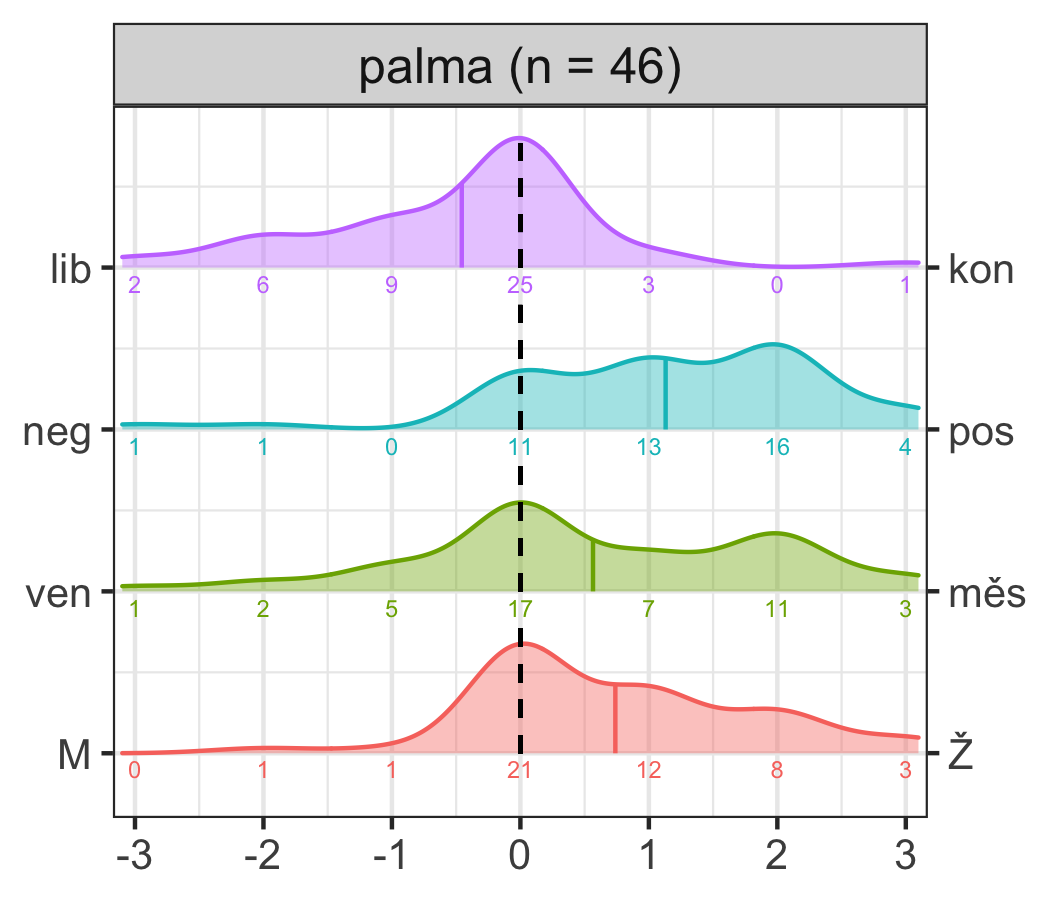 palma (n = 46)
lib kon
2 6 9 25 3 0 1
neg pos
1 1 0 11 13 16 4
ven měs
1 2 5 17 7 11 3
M Ž
0 1 1 21 12 8 3
-3 -2 -1 0 1 2 3